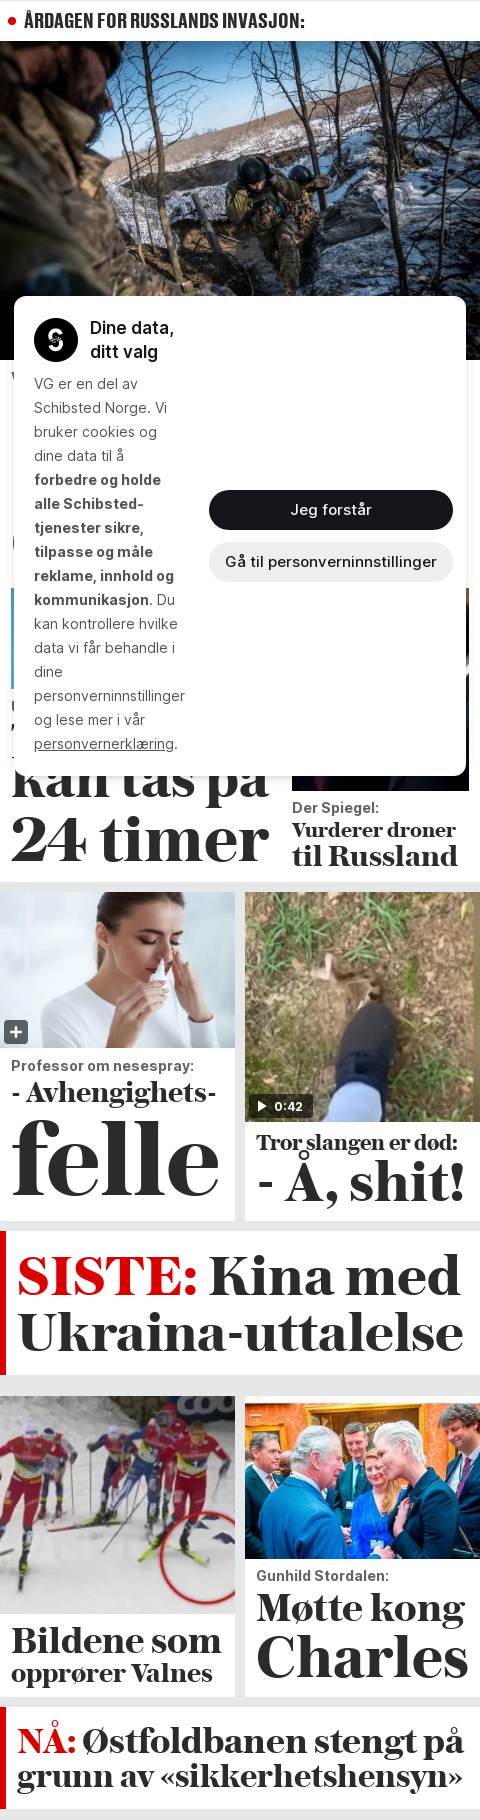 ÅRDAGEN FOR RUSSLANDS INVASJON:
Dine data,
ditt valg
VG er en del av
Schibsted Norge. Vi
bruker cookies og
dine data til å
forbedre og holde
alle Schibsted-
tjenester sikre,
tilpasse og måle
reklame, innhold og
kommunikasjon. Du
kan kontrollere hvilke
data vi får behandle i
dine
personverninnstillinger
og lese mer i vår
personvernerklæring.
Jeg forstår
Gå til personverninnstillinger
kan tas på
24 timer
Der Spiegel:
Vurderer droner
til Russland
Professor om nesespray:
- Avhengighets-
felle
0:42
Tror slangen er død:
- Å, shit!
SISTE: Kina med
Ukraina-uttalelse
Bildene som
opprører Valnes
Gunhild Stordalen:
Møtte kong
Charles
NÅ: Østfoldbanen stengt på
grunn av «sikkerhetshensyn»